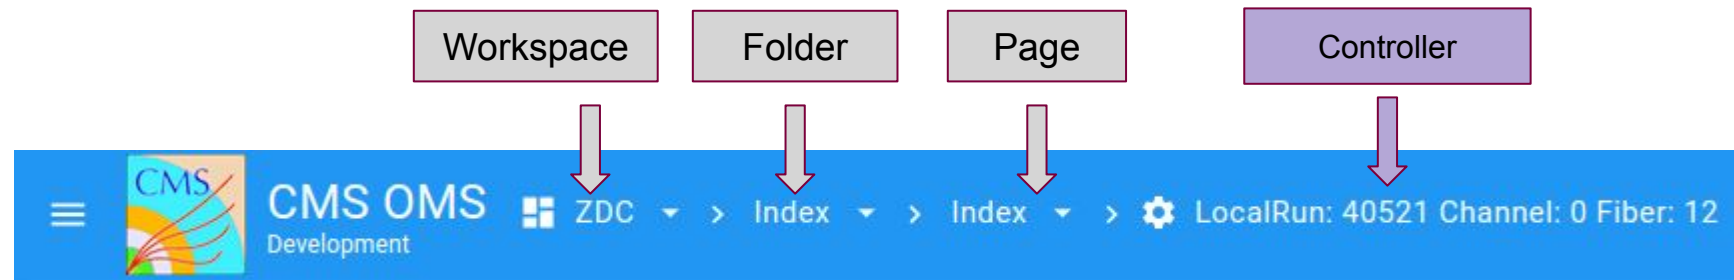 Workspace Folder Page Controller
CMS
CMS OMS ZDC > Index > Index > LocalRun: 40521 Channel: 0 Fiber: 12
Development